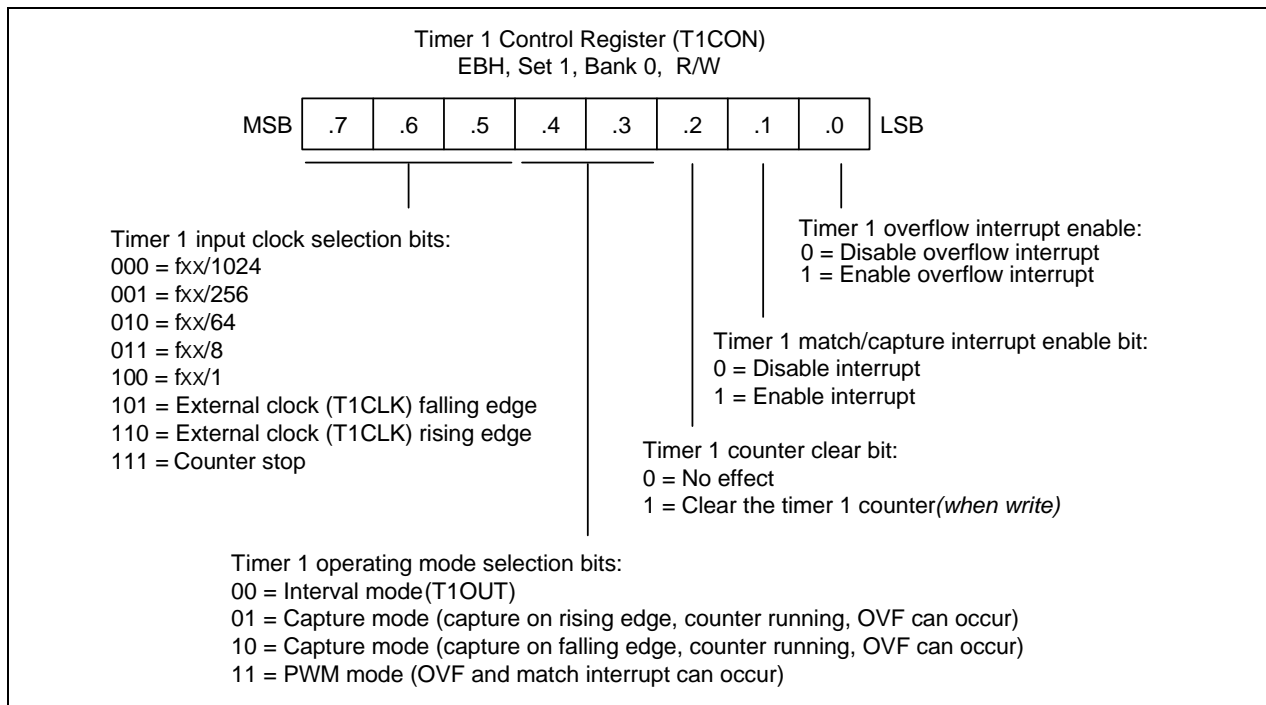 Timer 1 Control Register (T1CON)
EBH, Set 1, Bank 0, R/W
MSB .7 .6 .5 .4 .3 .2 .1 .0 LSB
Timer 1 input clock selection bits:
000 = fxx/1024
001 = fxx/256
010 = fxx/64
011 = fxx/8
100 = fxx/1
101 = External clock (T1CLK) falling edge
110 = External clock (T1CLK) rising edge
111 = Counter stop
Timer 1 overflow interrupt enable:
0 = Disable overflow interrupt
1 = Enable overflow interrupt
Timer 1 match/capture interrupt enable bit:
0 = Disable interrupt
1 = Enable interrupt
Timer 1 counter clear bit:
0 = No effect
1 = Clear the timer 1 counter(when write)
Timer 1 operating mode selection bits:
00 = Interval mode(T1OUT)
01 = Capture mode (capture on rising edge, counter running, OVF can occur)
10 = Capture mode (capture on falling edge, counter running, OVF can occur)
11 = PWM mode (OVF and match interrupt can occur)